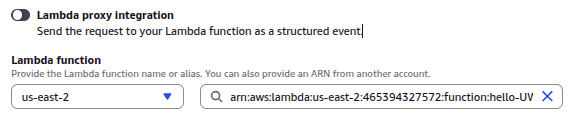 Lambda proxy integration
Send the request to your Lambda function as a structured event.
Lambda function
Provide the Lambda function name or alias. You can also provide an ARN from another account.
us-east-2
arn:aws:lambda:us-east-2:465394327572:function:hello-